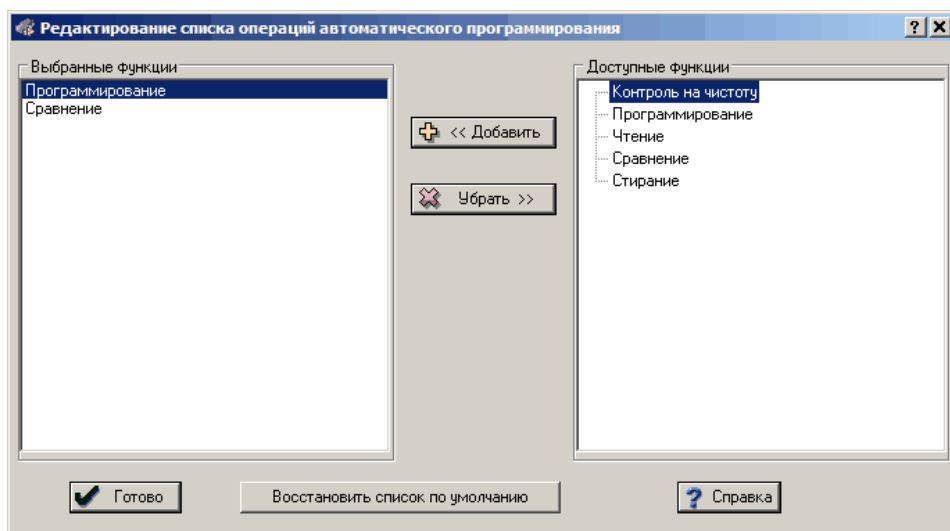 Редактирование списка операций автоматического программирования
Выбранные функции
Программирование
Сравнение
<< Добавить
Убрать >>
Доступные функции
Контроль на чистоту
Программирование
Чтение
Сравнение
Стирание
Готово
Восстановить список по умолчанию
Справка